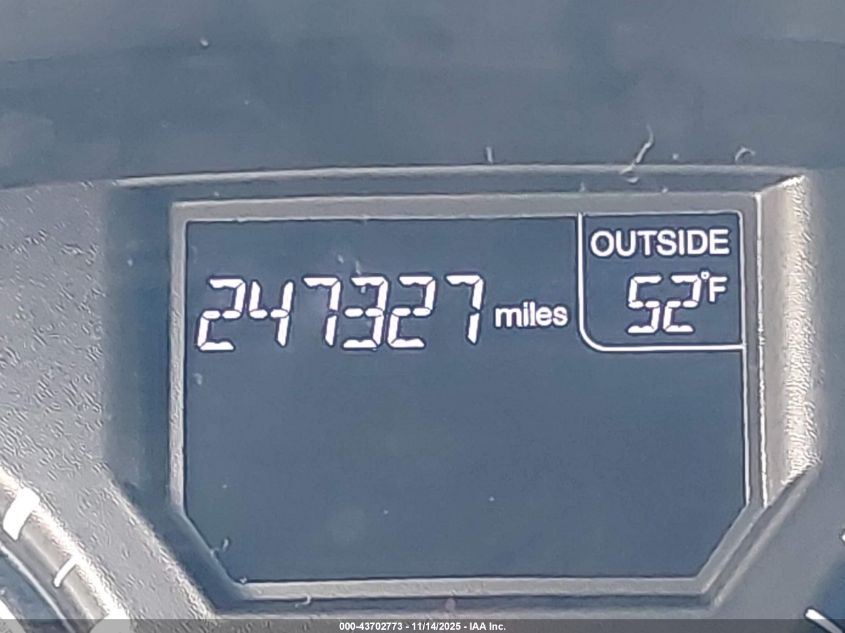 OUTSIDE
247327 miles 52°F
000-43702773 - 11/14/2025 - IAA Inc.